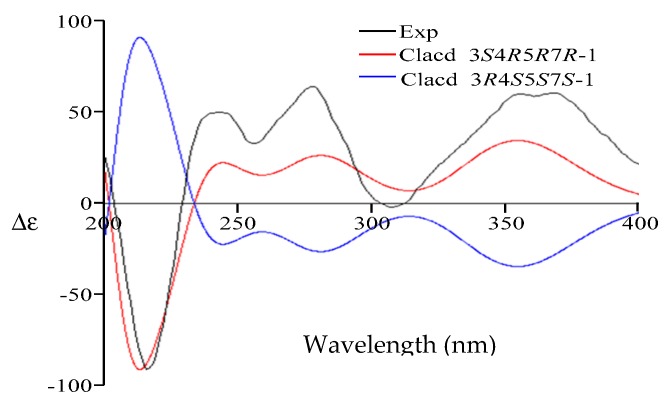 100
Exp
Clacd 3S4R5R7R-1
Clacd 3R4S5S7S-1
50
0
Δε
200 250 300 350 400
-50
Wavelength (nm)
-100